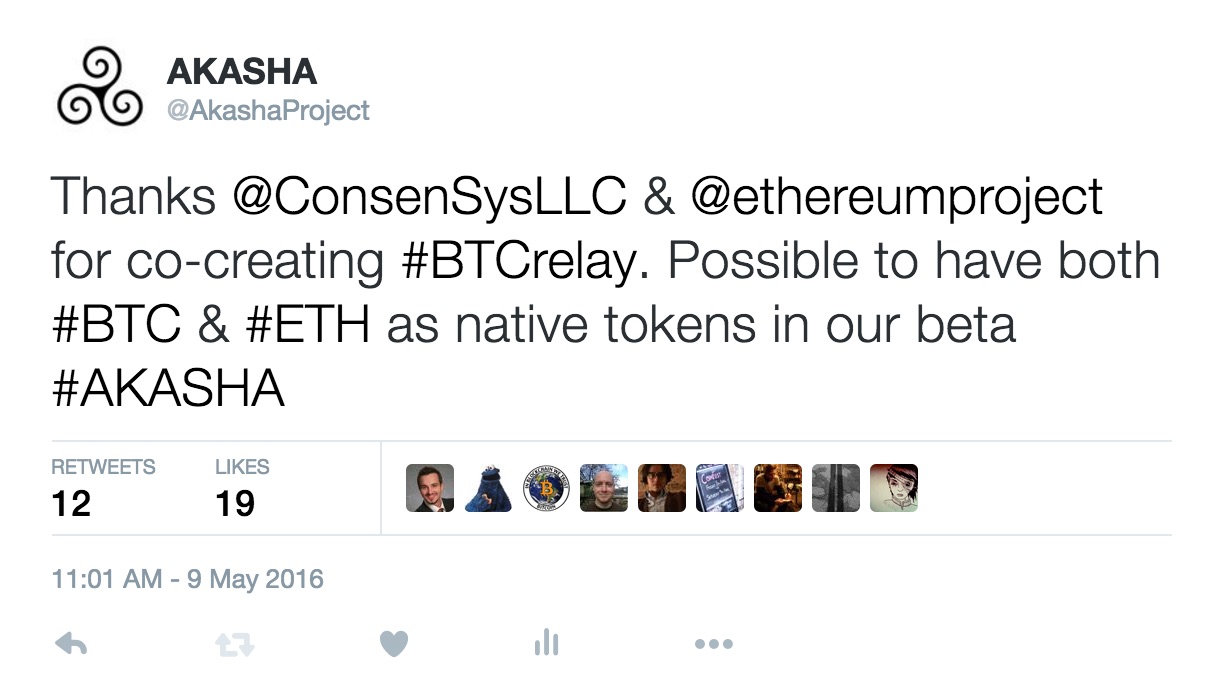 AKASHA
@AkashaProject
Thanks @ConsenSysLLC & @ethereumproject
for co-creating #BTCrelay. Possible to have both
#BTC & #ETH as native tokens in our beta
#AKASHA
RETWEETS LIKES
12 19
11:01 AM - 9 May 2016